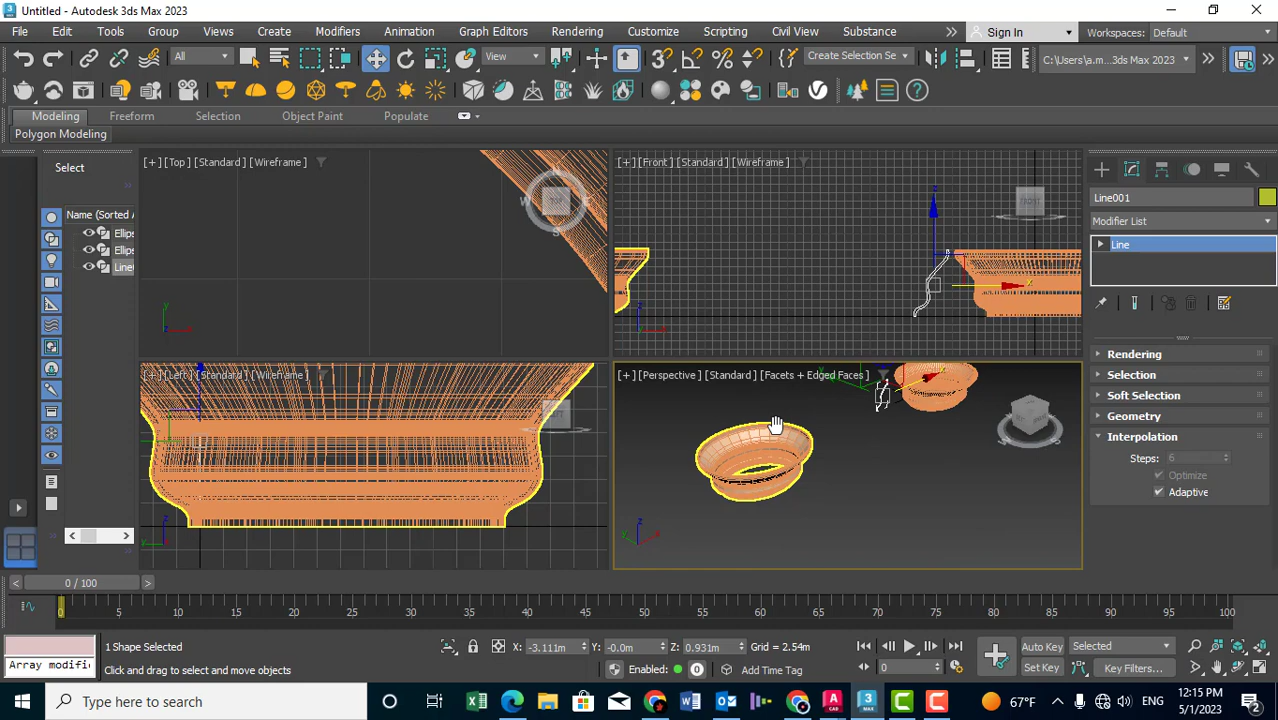 Untitled - Autodesk 3ds Max 2023
File Edit Tools Group Views Create Modifiers Animation Graph Editors Rendering Customize Scripting Civil View Substance Sign In Workspaces: Default
All View Create Selection Se C:\Users\a.m...3ds Max 2023
Modeling Freeform Selection Object Paint Populate
Polygon Modeling
Select
Name (Sorted A
Ellips
Ellips
Line
[+] [Top] [Standard] [Wireframe]
[+] [Front] [Standard] [Wireframe]
[+] [Left] [Standard] [Wireframe]
[+] [Perspective] [Standard] [Facets + Edged Faces]
TOP
FRONT
Line001
Modifier List
Line
Rendering
Selection
Soft Selection
Geometry
Interpolation
Steps: 6
Optimize
Adaptive
0 / 100
0 5 10 15 20 25 30 35 40 45 50 55 60 65 70 75 80 85 90 95 100
1 Shape Selected
Click and drag to select and move objects
Array modifi
X: -3.111m Y: -0.0m Z: 0.931m Grid = 2.54m
Enabled: Add Time Tag
0
Auto Key Selected
Set Key Key Filters...
Type here to search
67°F ENG 12:15 PM 5/1/2023